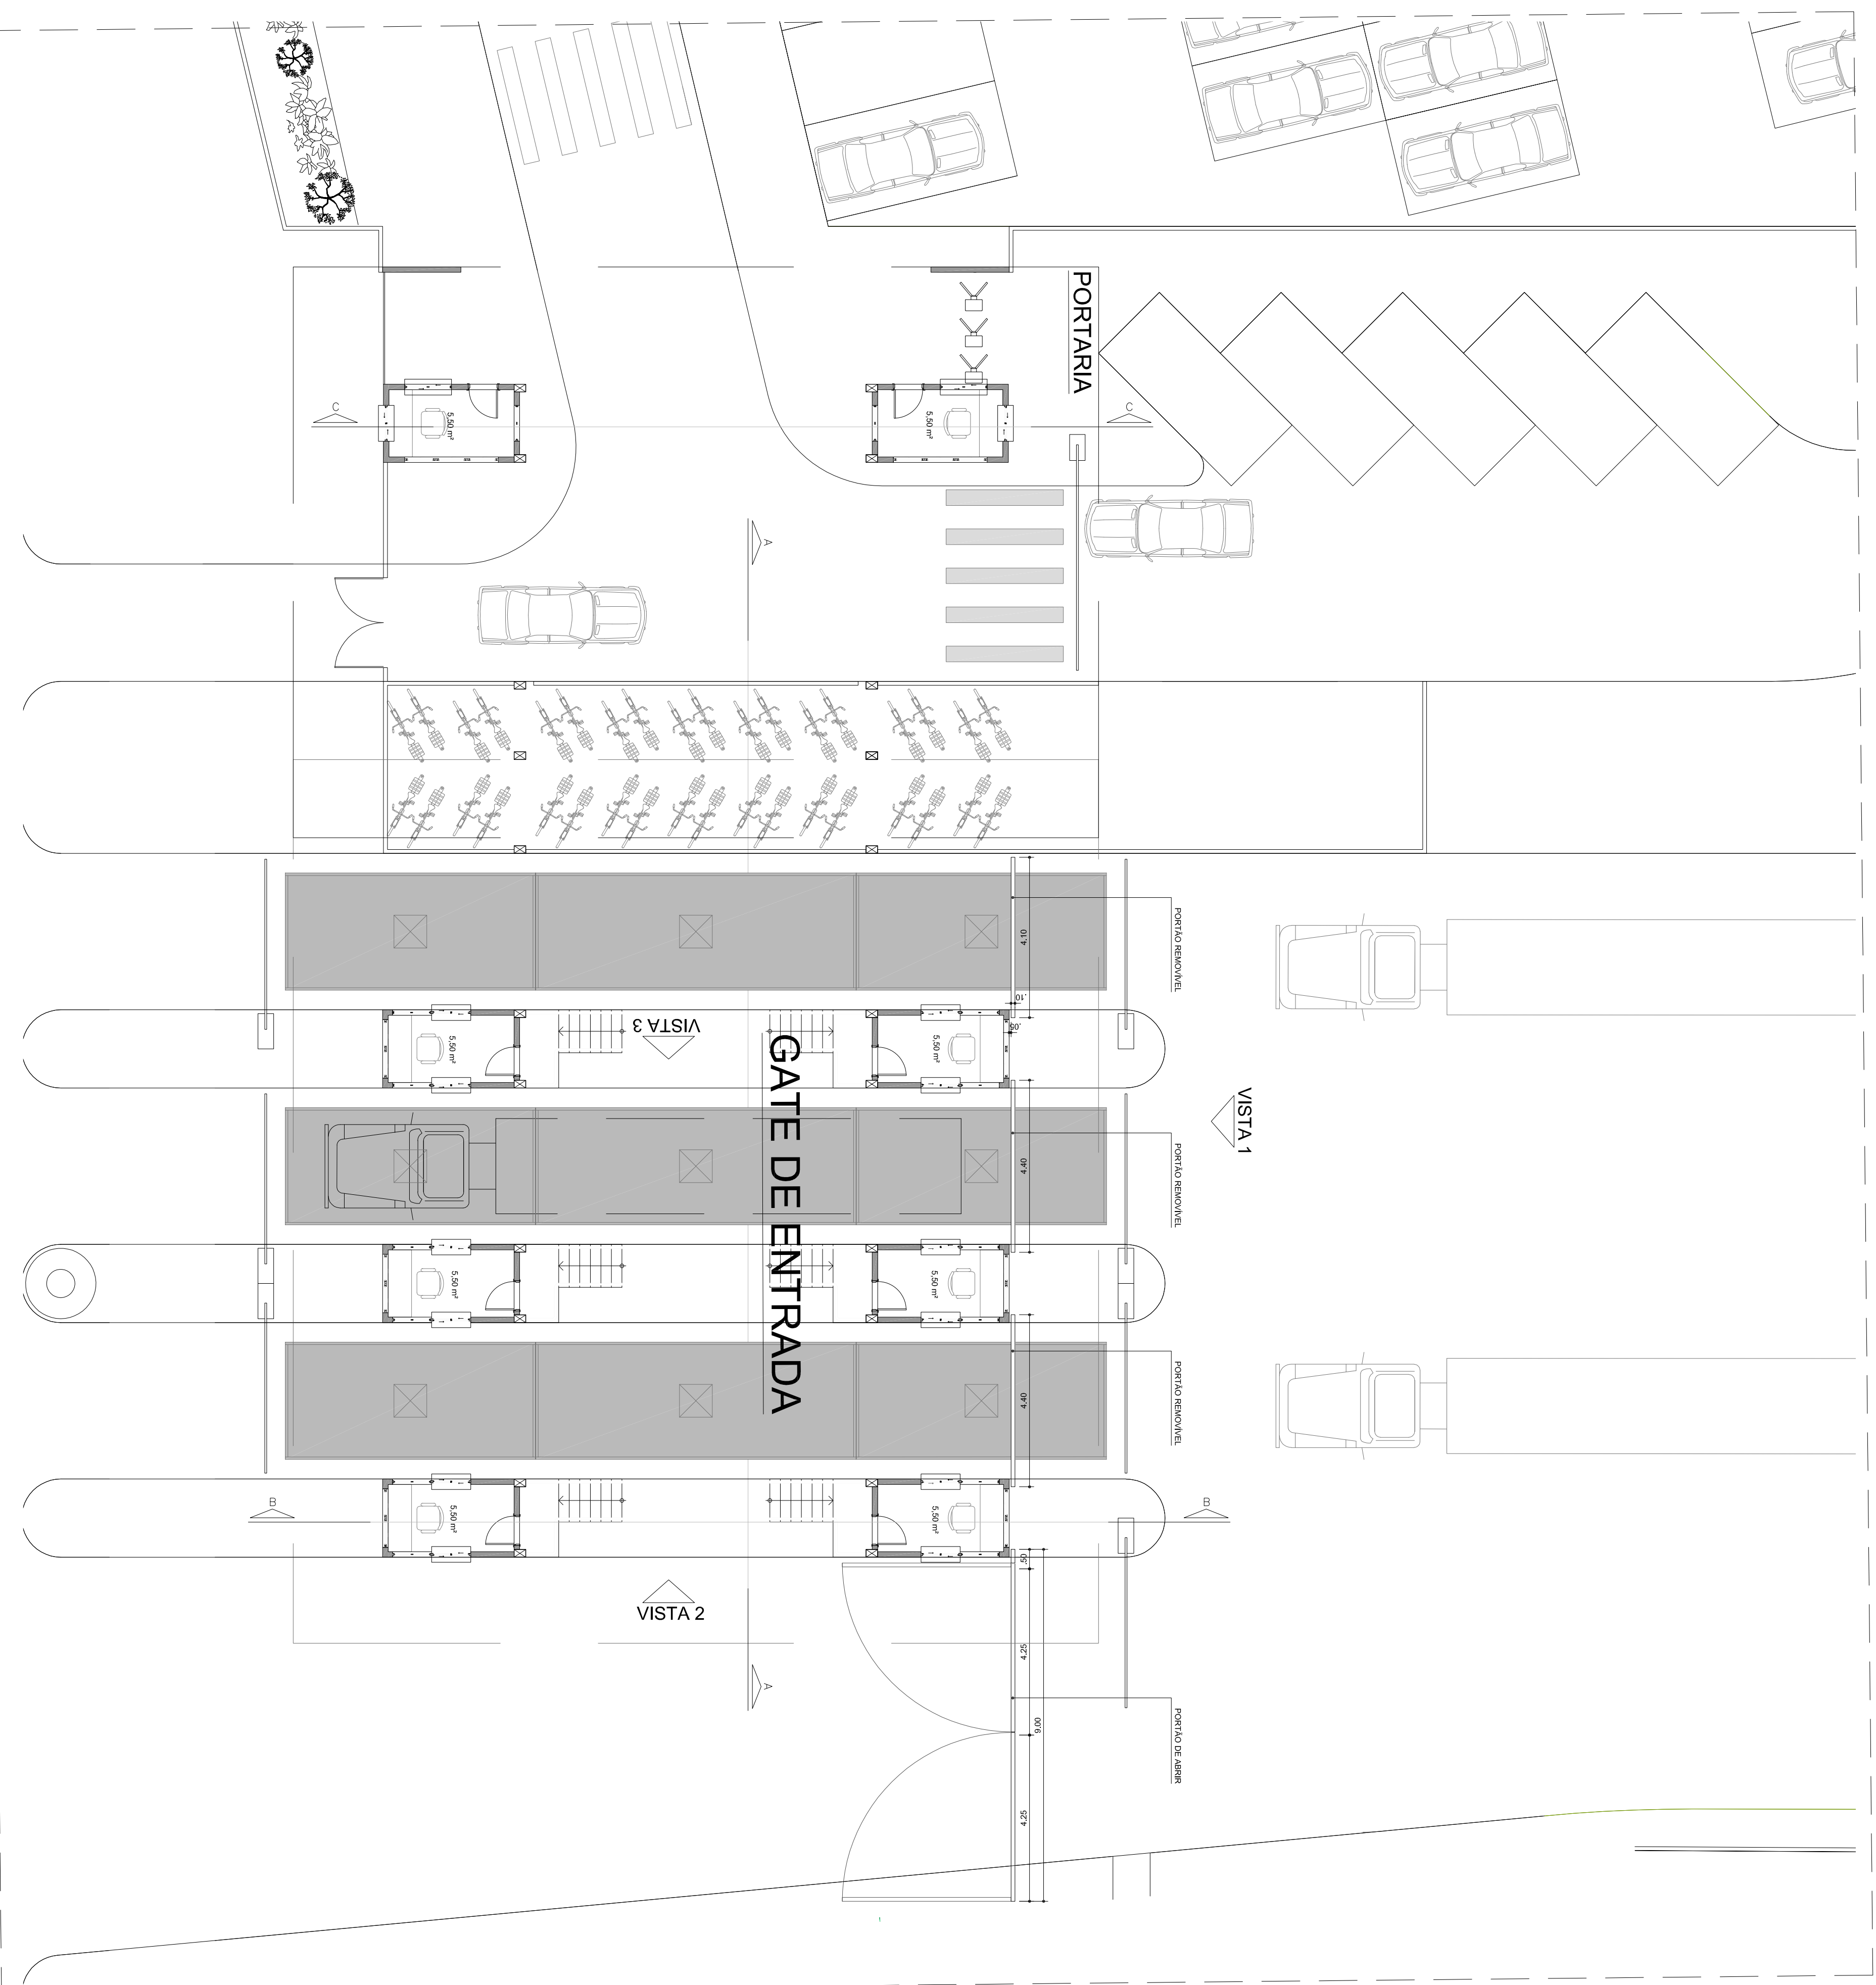 PORTARIA
C
5,50 m²
5,50 m²
C
A
PORTÃO REMOVÍVEL
4.10
.10
.05
VISTA 3
5,50 m²
5,50 m²
GATE DE ENTRADA
VISTA 1
PORTÃO REMOVÍVEL
4.40
5,50 m²
5,50 m²
PORTÃO REMOVÍVEL
4.40
B
5,50 m²
5,50 m²
B
.50
VISTA 2
4.25
A
9.00
PORTÃO DE ABRIR
4.25